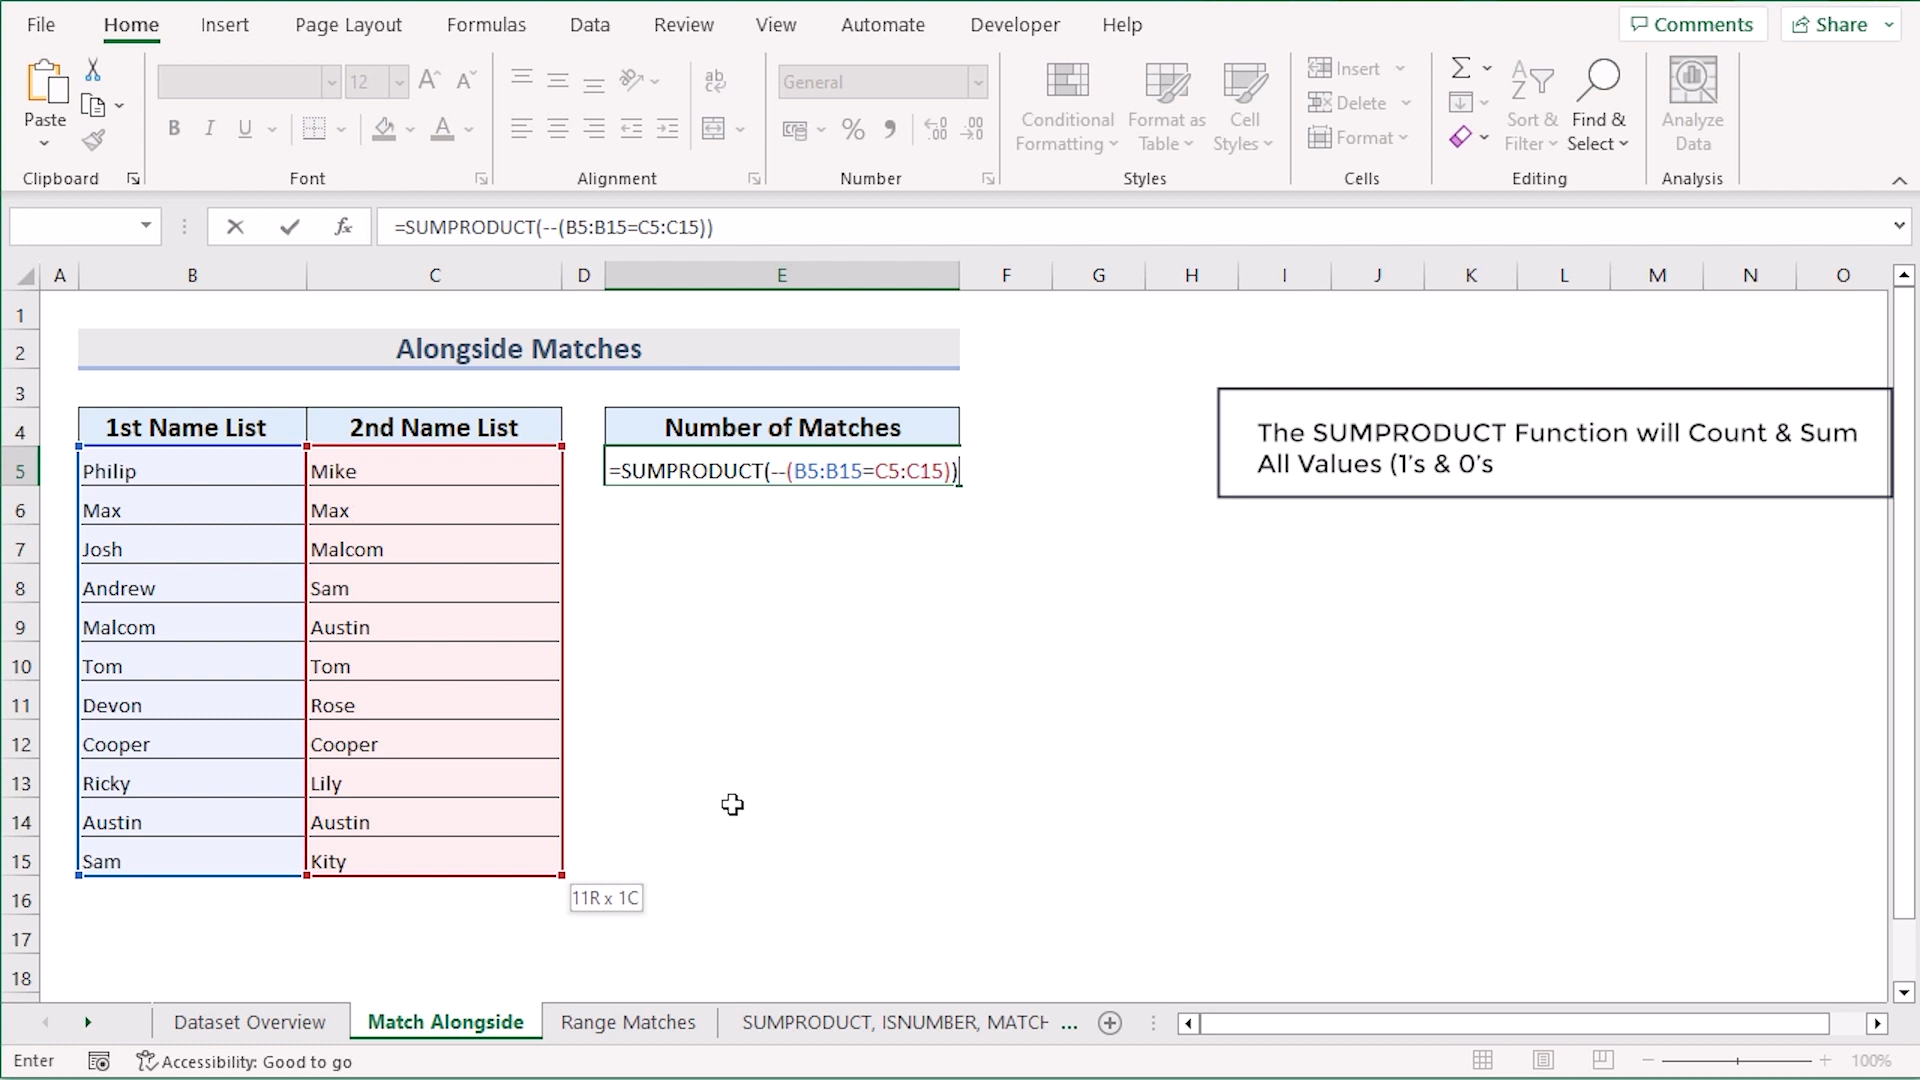 File Home Insert Page Layout Formulas Data Review View Automate Developer Help Comments Share
Paste
12
General
Conditional Formatting
Format as Table
Cell Styles
Insert
Delete
Format
Sort & Filter
Find & Select
Analyze Data
Clipboard Font Alignment Number Styles Cells Editing Analysis
=SUMPRODUCT(--(B5:B15=C5:C15))
A B C D E F G H I J K L M N O
1
2 Alongside Matches
3
4 1st Name List 2nd Name List Number of Matches
5 Philip Mike =SUMPRODUCT(--(B5:B15=C5:C15))
6 Max Max
7 Josh Malcom
8 Andrew Sam
9 Malcom Austin
10 Tom Tom
11 Devon Rose
12 Cooper Cooper
13 Ricky Lily
14 Austin Austin
15 Sam Kity
16
11R x 1C
17
18
The SUMPRODUCT Function will Count & Sum
All Values (1's & 0's
Dataset Overview Match Alongside Range Matches SUMPRODUCT, ISNUMBER, MATCH ...
Enter Accessibility: Good to go 100%